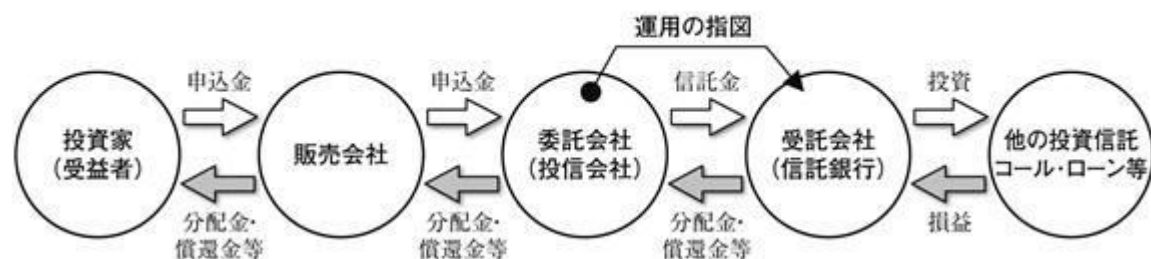 運用の指図
申込金
申込金
信託金
投資
投資家
(受益者)
販売会社
委託会社
(投信会社)
受託会社
(信託銀行)
他の投資信託
コール・ローン等
分配金・
償還金等
分配金・
償還金等
分配金・
償還金等
損益